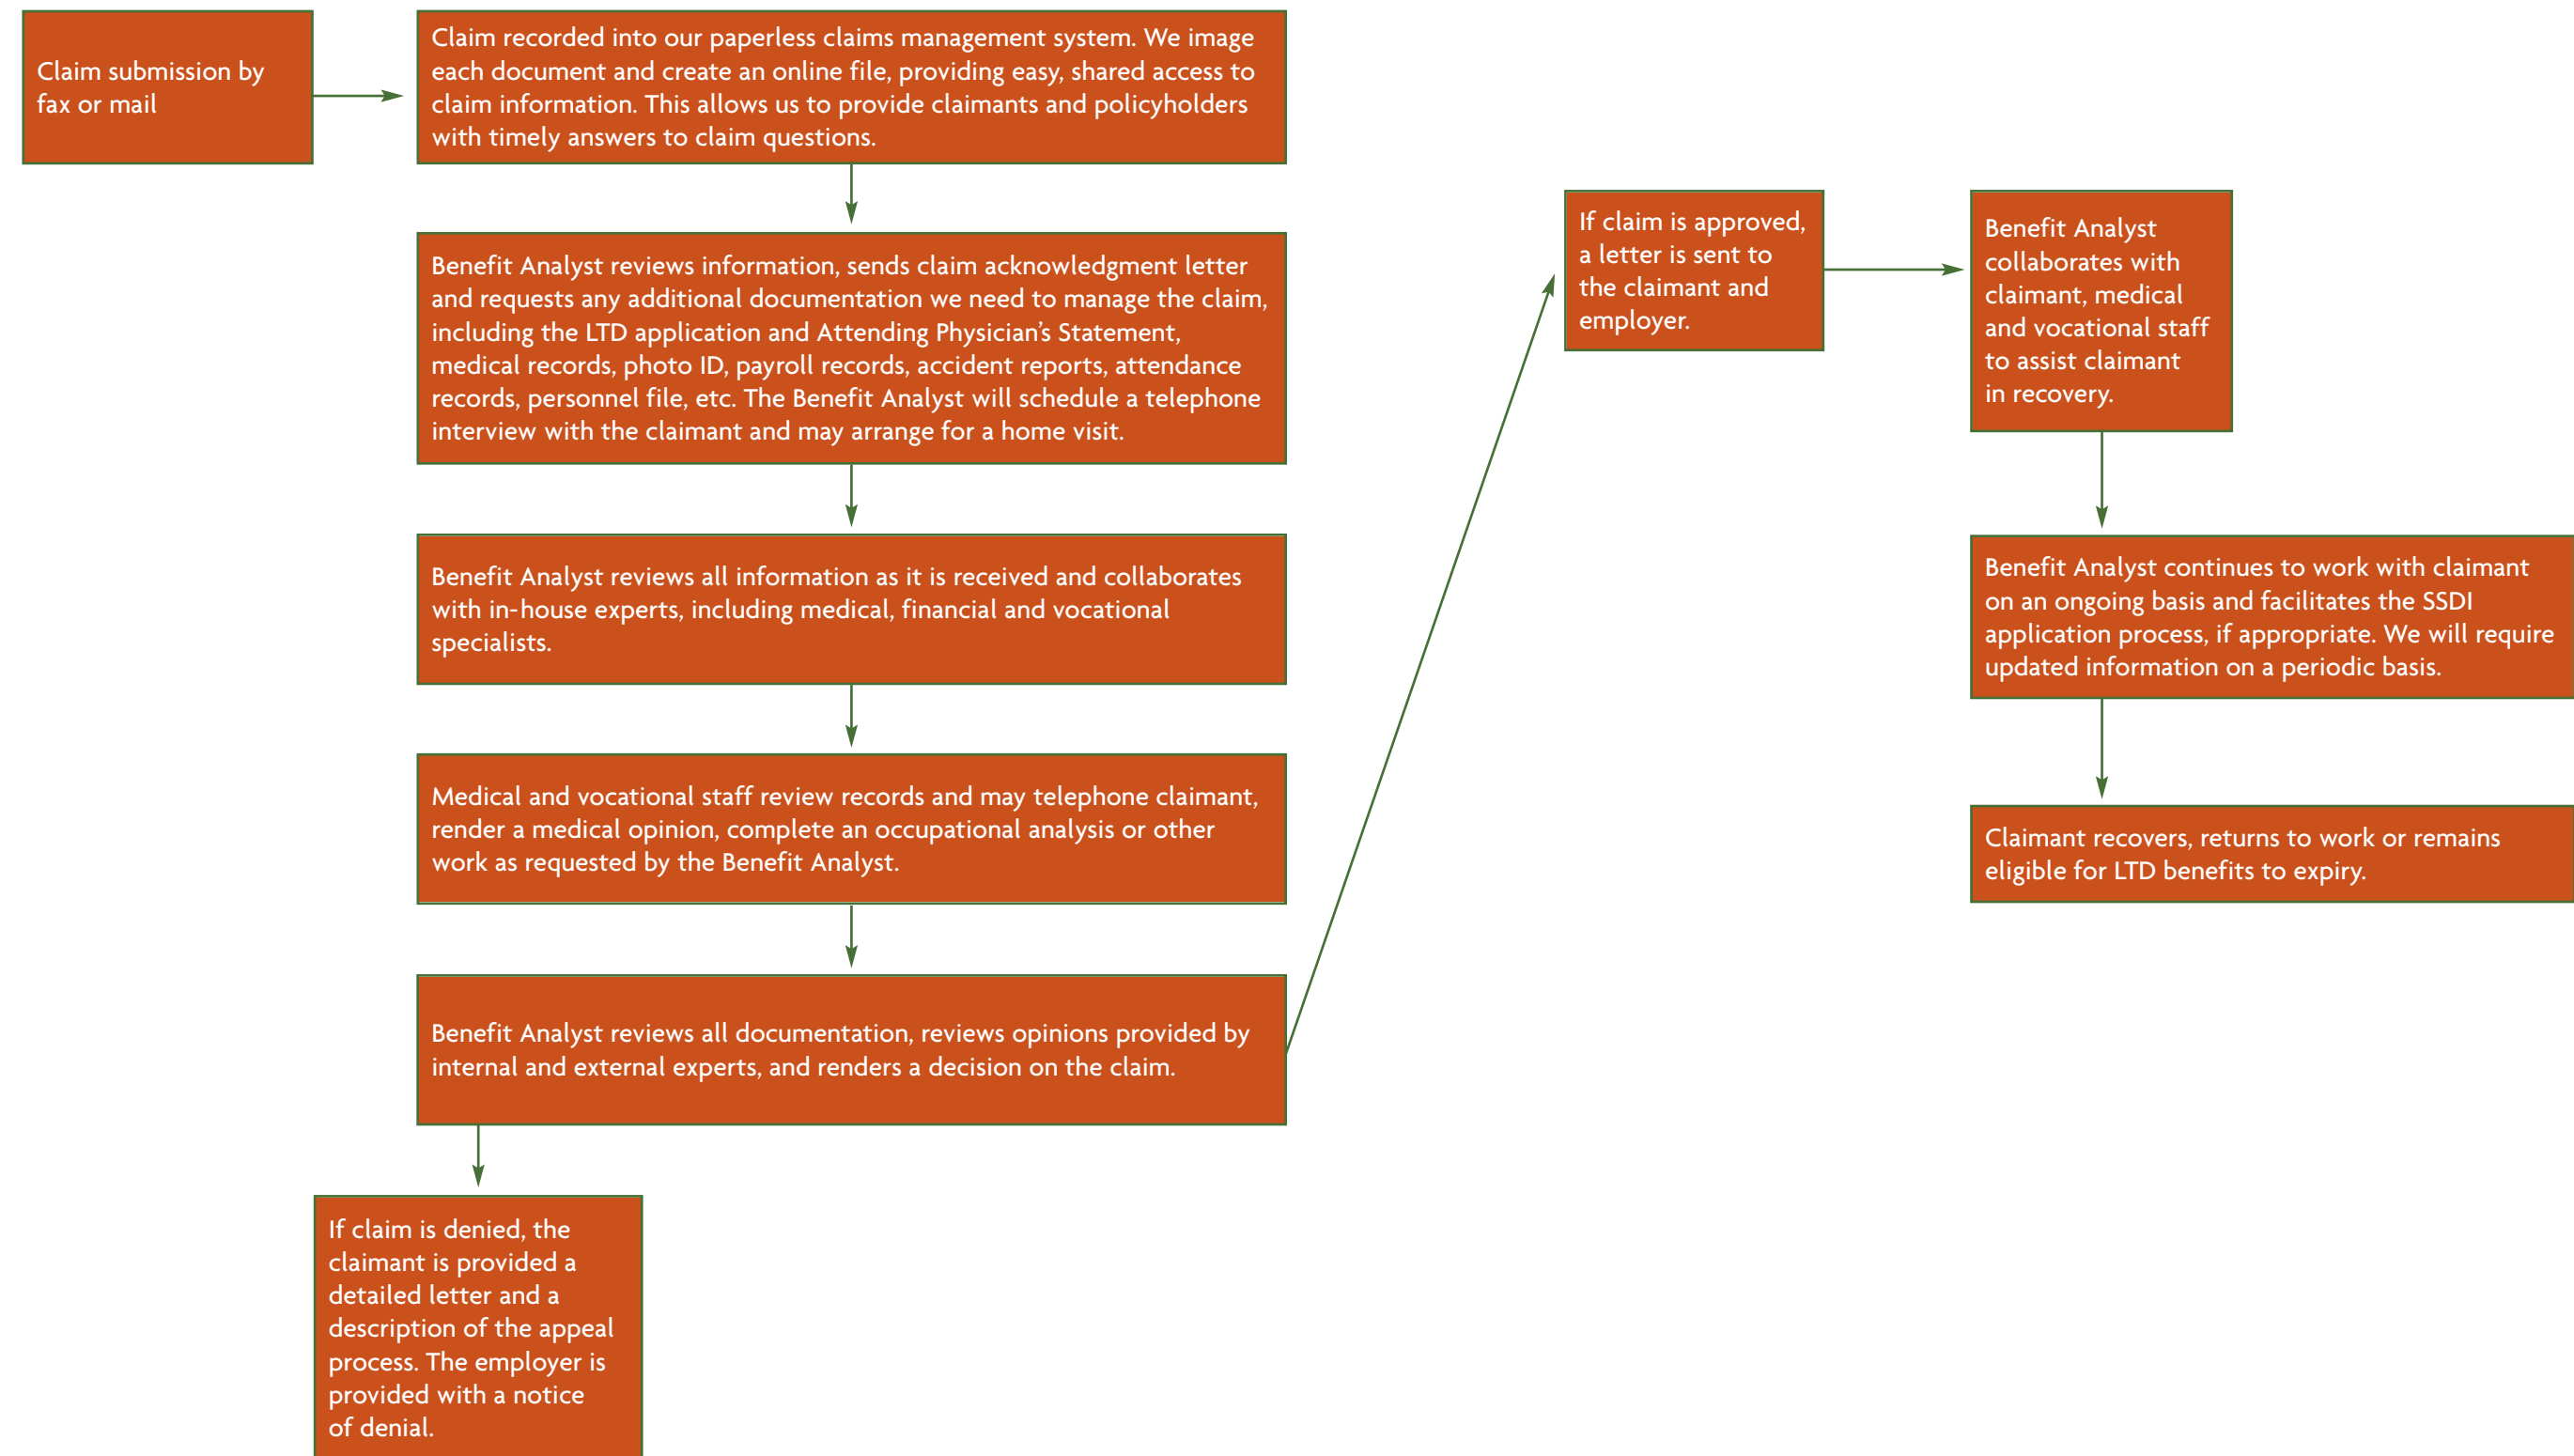 Claim submission by
fax or mail
Claim recorded into our paperless claims management system. We image
each document and create an online file, providing easy, shared access to
claim information. This allows us to provide claimants and policyholders
with timely answers to claim questions.
Benefit Analyst reviews information, sends claim acknowledgment letter
and requests any additional documentation we need to manage the claim,
including the LTD application and Attending Physician’s Statement,
medical records, photo ID, payroll records, accident reports, attendance
records, personnel file, etc. The Benefit Analyst will schedule a telephone
interview with the claimant and may arrange for a home visit.
Benefit Analyst reviews all information as it is received and collaborates
with in-house experts, including medical, financial and vocational
specialists.
Medical and vocational staff review records and may telephone claimant,
render a medical opinion, complete an occupational analysis or other
work as requested by the Benefit Analyst.
Benefit Analyst reviews all documentation, reviews opinions provided by
internal and external experts, and renders a decision on the claim.
If claim is denied, the
claimant is provided a
detailed letter and a
description of the appeal
process. The employer is
provided with a notice
of denial.
If claim is approved,
a letter is sent to
the claimant and
employer.
Benefit Analyst
collaborates with
claimant, medical
and vocational staff
to assist claimant
in recovery.
Benefit Analyst continues to work with claimant
on an ongoing basis and facilitates the SSDI
application process, if appropriate. We will require
updated information on a periodic basis.
Claimant recovers, returns to work or remains
eligible for LTD benefits to expiry.